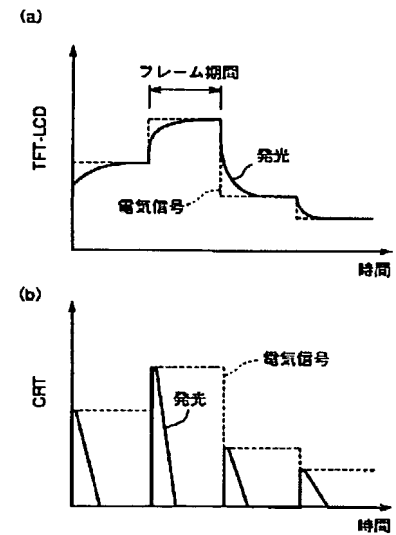 (a)
フレーム期間
TFT-LCD
発光
電気信号
時間
(b)
電気信号
CRT
発光
時間